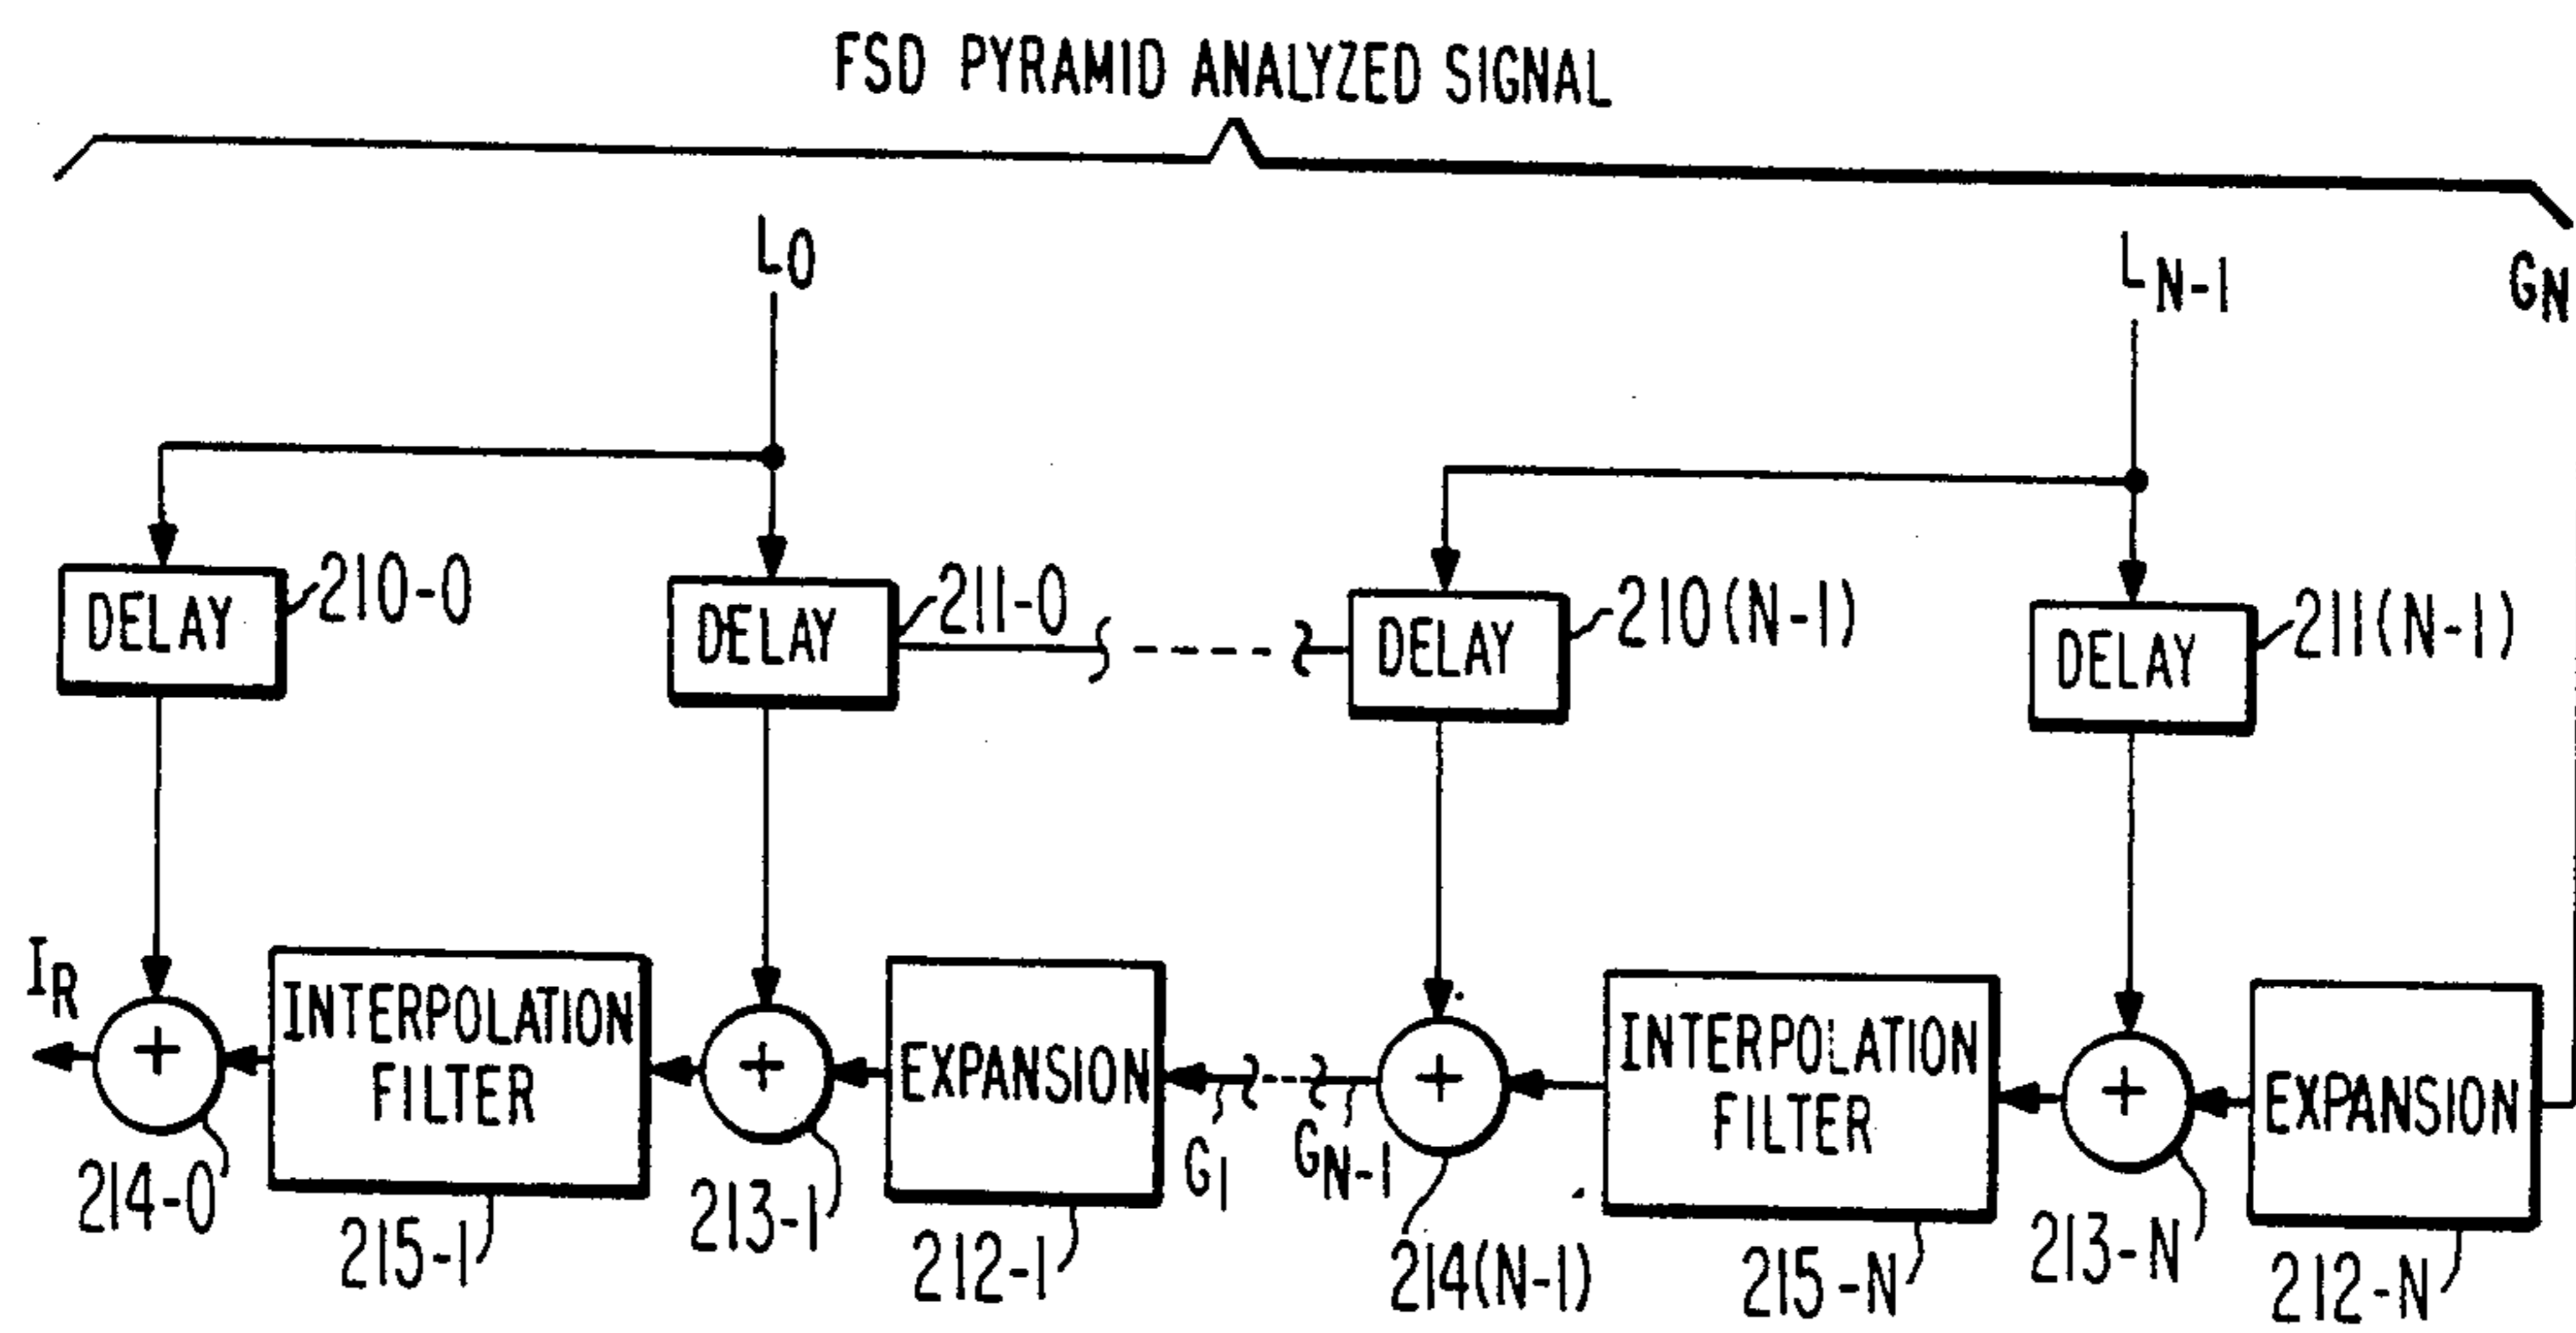 FSD PYRAMID ANALYZED SIGNAL
L0
LN-1
GN
DELAY
210-0
DELAY
211-0
DELAY
210(N-1)
DELAY
211(N-1)
IR
+
INTERPOLATION
FILTER
+
EXPANSION
G1
GN-1
+
INTERPOLATION
FILTER
+
EXPANSION
214-0
215-1
213-1
212-1
214(N-1)
215-N
213-N
212-N